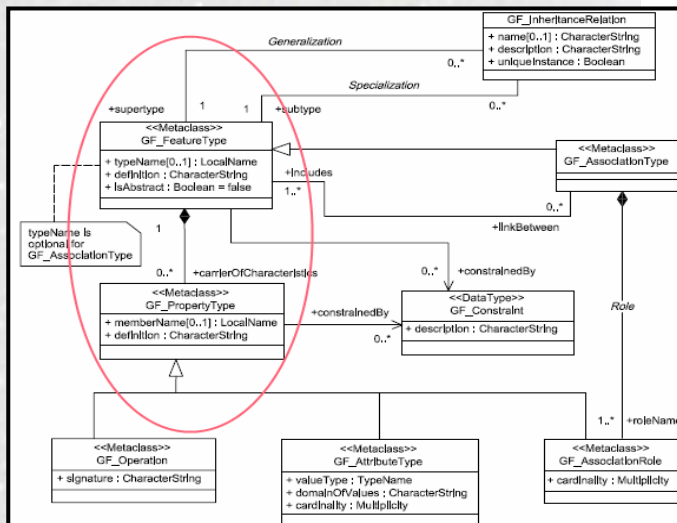 GF_InheritanceRelation
+ name[0..1] : CharacterString
+ description : CharacterString
+ uniqueInstance : Boolean
Generalization
0..*
Specialization
0..*
1
1
+supertype
+subtype
<<Metaclass>>
GF_FeatureType
+ typeName[0..1] : LocalName
+ definition : CharacterString
+ isAbstract : Boolean = false
<<Metaclass>>
GF_AssociationType
+includes
1..*
0..*
+linkBetween
typeName is
optional for
GF_AssociationType
1
0..*
+carrierOfCharacteristics
0..*
+constrainedBy
<<Metaclass>>
GF_PropertyType
+ memberName[0..1] : LocalName
+ definition : CharacterString
+constrainedBy
0..*
<<DataType>>
GF_Constraint
+ description : CharacterString
Role
1..*
+roleName
<<Metaclass>>
GF_Operation
+ signature : CharacterString
<<Metaclass>>
GF_AttributeType
+ valueType : TypeName
+ domainOfValues : CharacterString
+ cardinality : Multiplicity
<<Metaclass>>
GF_AssociationRole
+ cardinality : Multiplicity